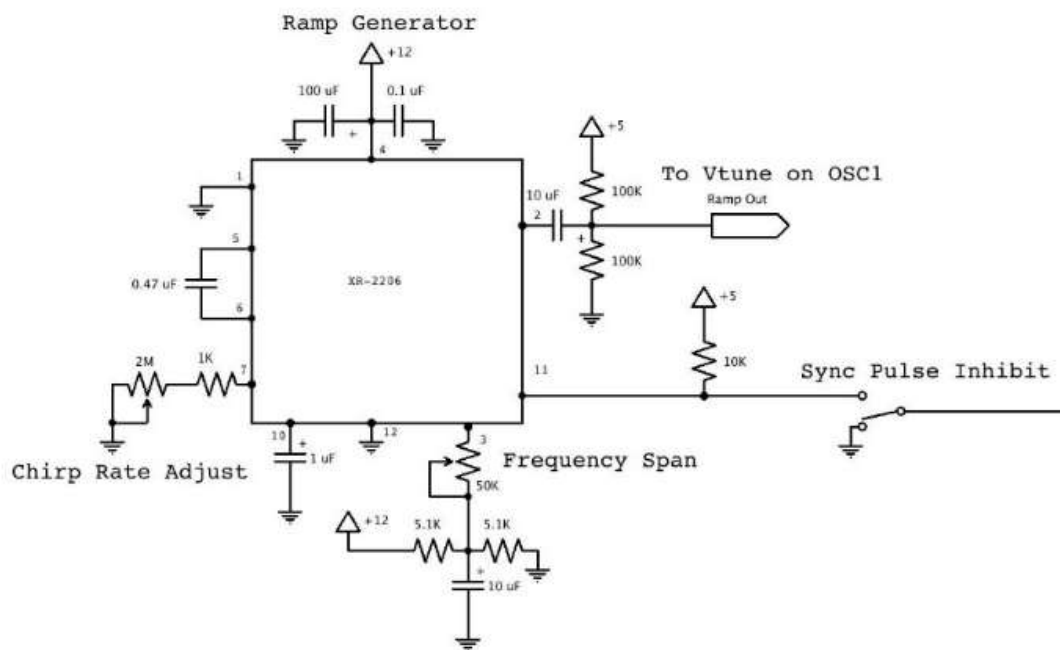 Ramp Generator
+12
100 uF
0.1 uF
+
4
+5
1
To Vtune on OSC1
10 uF
100K
Ramp Out
2
5
+
0.47 uF
XR-2206
100K
6
+5
2M
1K
7
11
10K
Sync Pulse Inhibit
10
+
12
3
Chirp Rate Adjust
1 uF
Frequency Span
50K
+12
5.1K
5.1K
+
10 uF